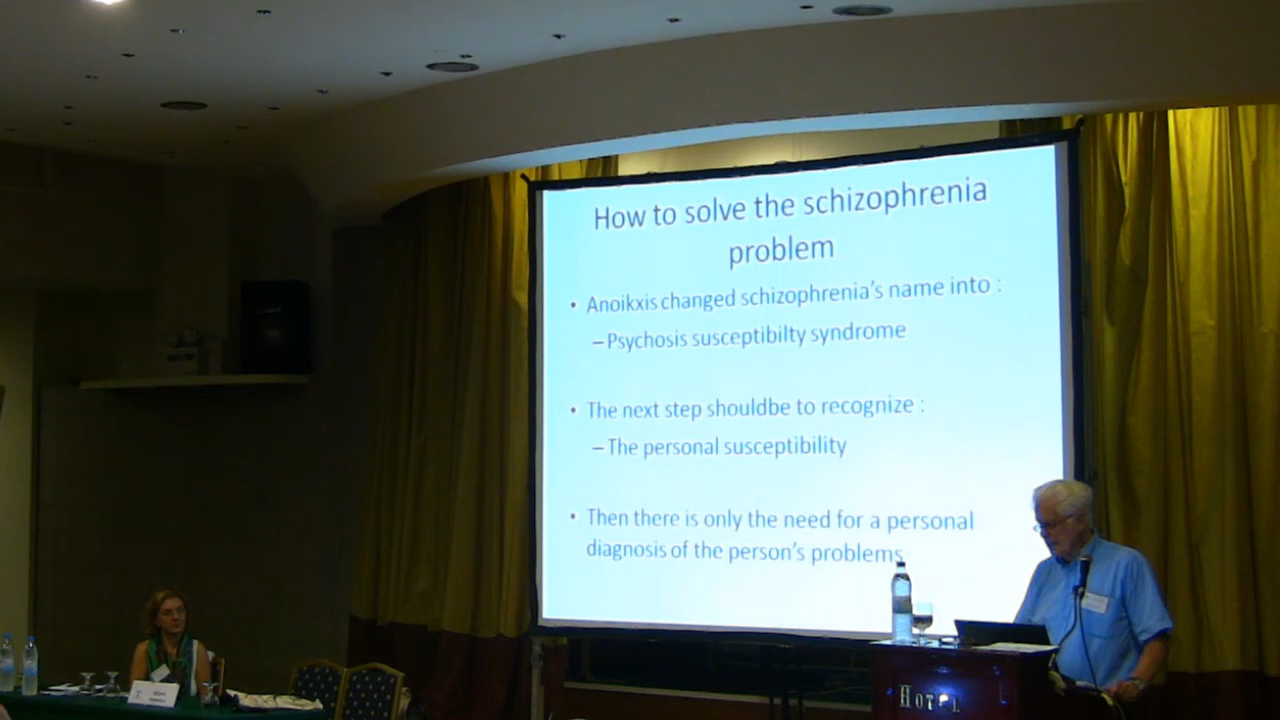 How to solve the schizophrenia
problem
• Anoikxis changed schizophrenia's name into :
– Psychosis susceptibilty syndrome
• The next step shouldbe to recognize :
– The personal susceptibility
• Then there is only the need for a personal
diagnosis of the person's problems
HOTEL